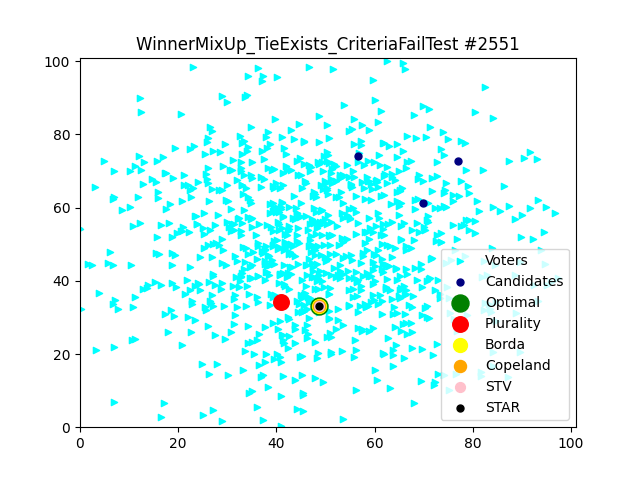 WinnerMixUp_TieExists_CriteriaFailTest #2551
100
80
60
40
20
0
0
20
40
60
80
100
Voters
Candidates
Optimal
Plurality
Borda
Copeland
STV
STAR